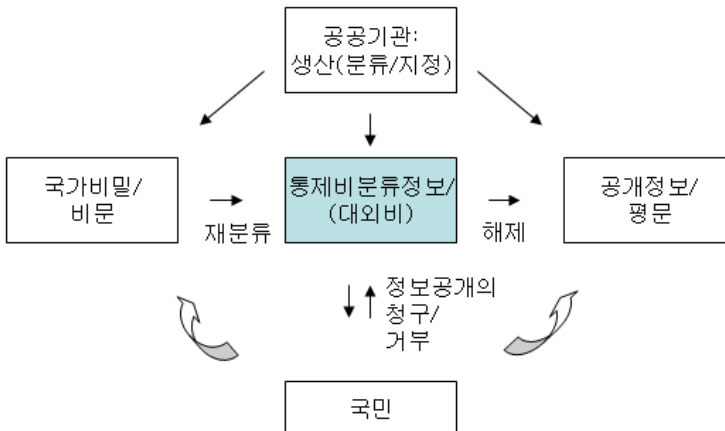 공공기관:
생산(분류/지정)
국가비밀/
비문
재분류
통제비분류정보/
(대외비)
해제
공개정보/
평문
정보공개의
청구/
거부
국민